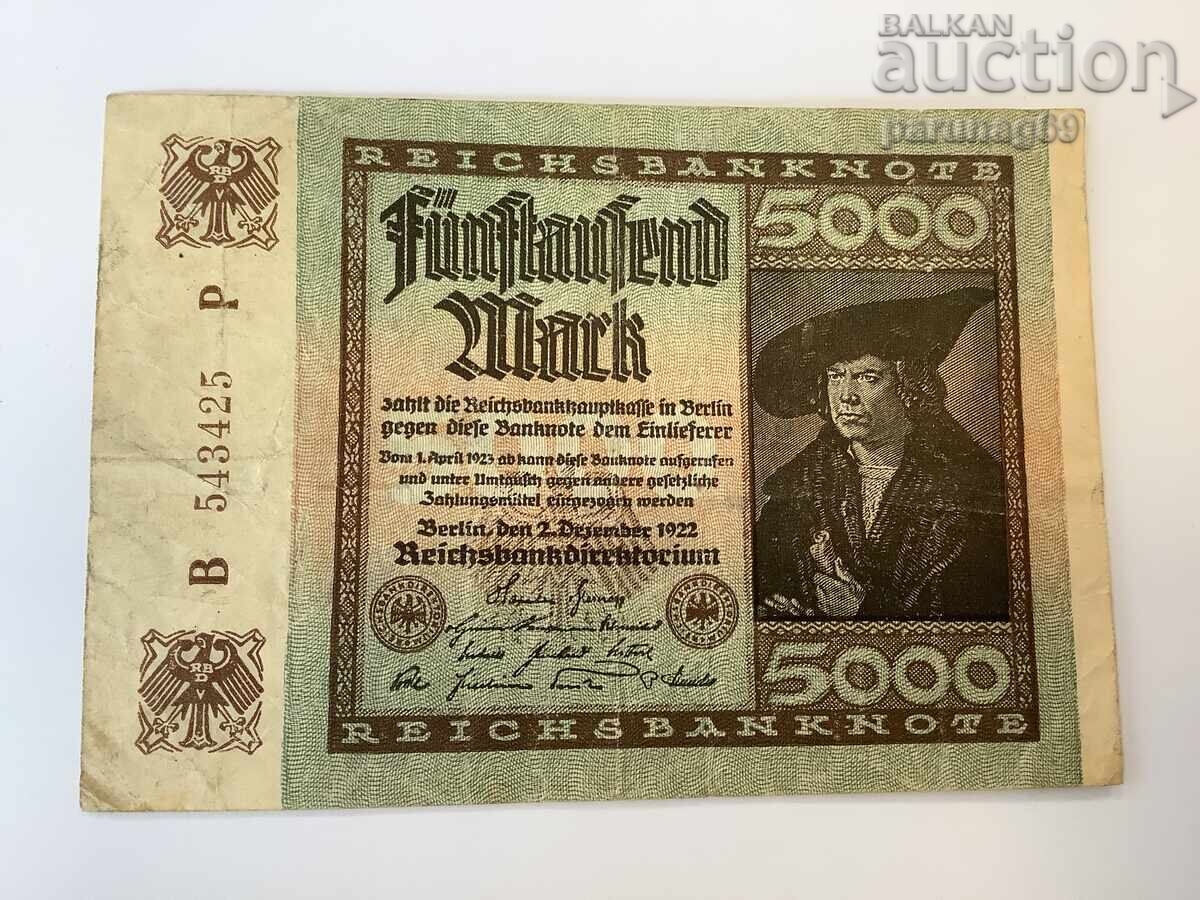 BALKAN
auction
parunag69
REICHSBANKNOTE
Fünftausend
Mark
zahlt die Reichsbankhauptkasse in Berlin
gegen diese Banknote dem Einlieferer
Vom 1. April 1923 ab kann diese Banknote aufgerufen
und unter Umtausch gegen andere gesetzliche
Zahlungsmittel eingezogen werden
Berlin, den 2. Dezember 1922
Reichsbankdirektorium
5000
5000
REICHSBANKNOTE
B 543425 P
RBD
RBD